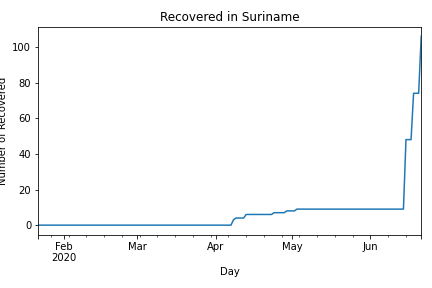 Recovered in Suriname
100
80
60
40
20
0
Number of Recovered
Feb
2020
Mar
Apr
May
Jun
Day